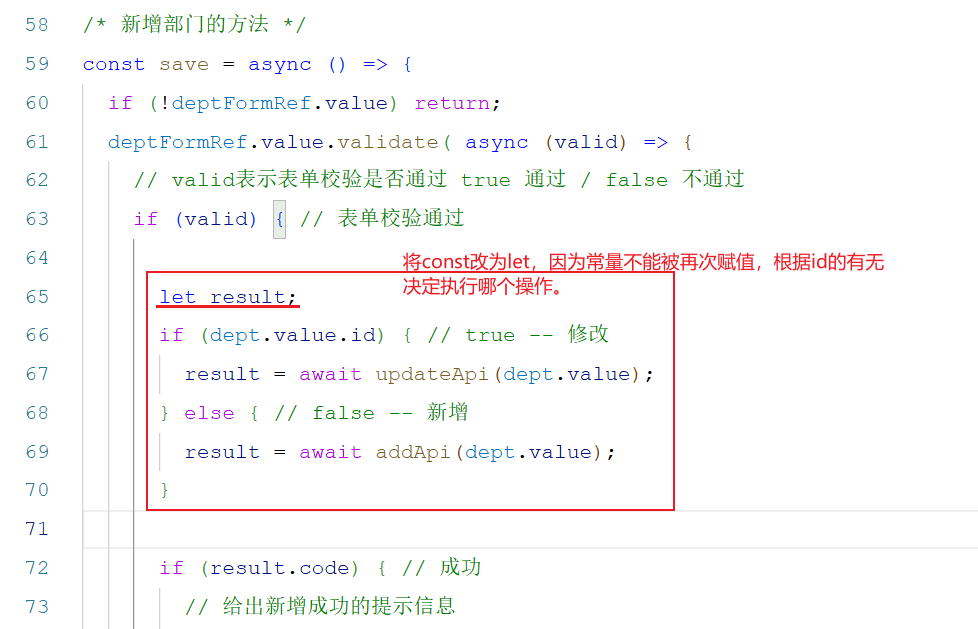 58 /* 新增部门的方法 */
59 const save = async () => {
60 if (!deptFormRef.value) return;
61 deptFormRef.value.validate( async (valid) => {
62 // valid表示表单校验是否通过 true 通过 / false 不通过
63 if (valid) { // 表单校验通过
64
将const改为let，因为常量不能被再次赋值，根据id的有无
决定执行哪个操作。
65 let result;
66 if (dept.value.id) { // true -- 修改
67 result = await updateApi(dept.value);
68 } else { // false -- 新增
69 result = await addApi(dept.value);
70 }
71
72 if (result.code) { // 成功
73 // 给出新增成功的提示信息